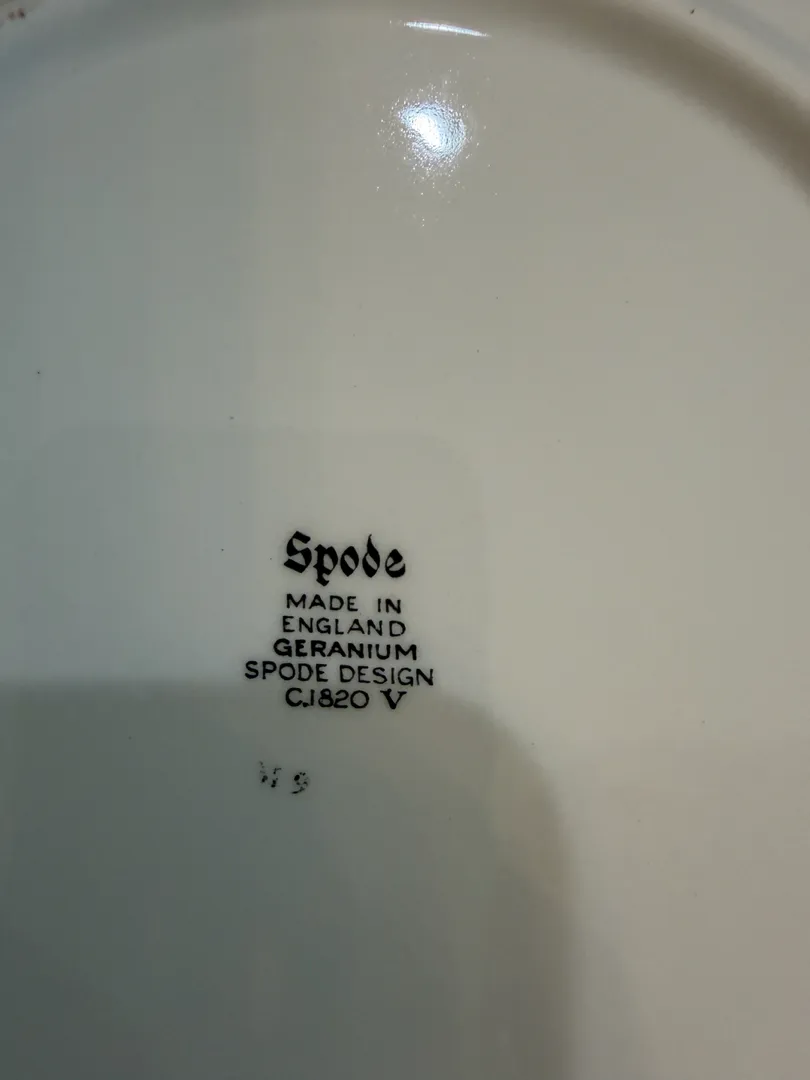 Spode
MADE IN
ENGLAND
GERANIUM
SPODE DESIGN
C.1820 V